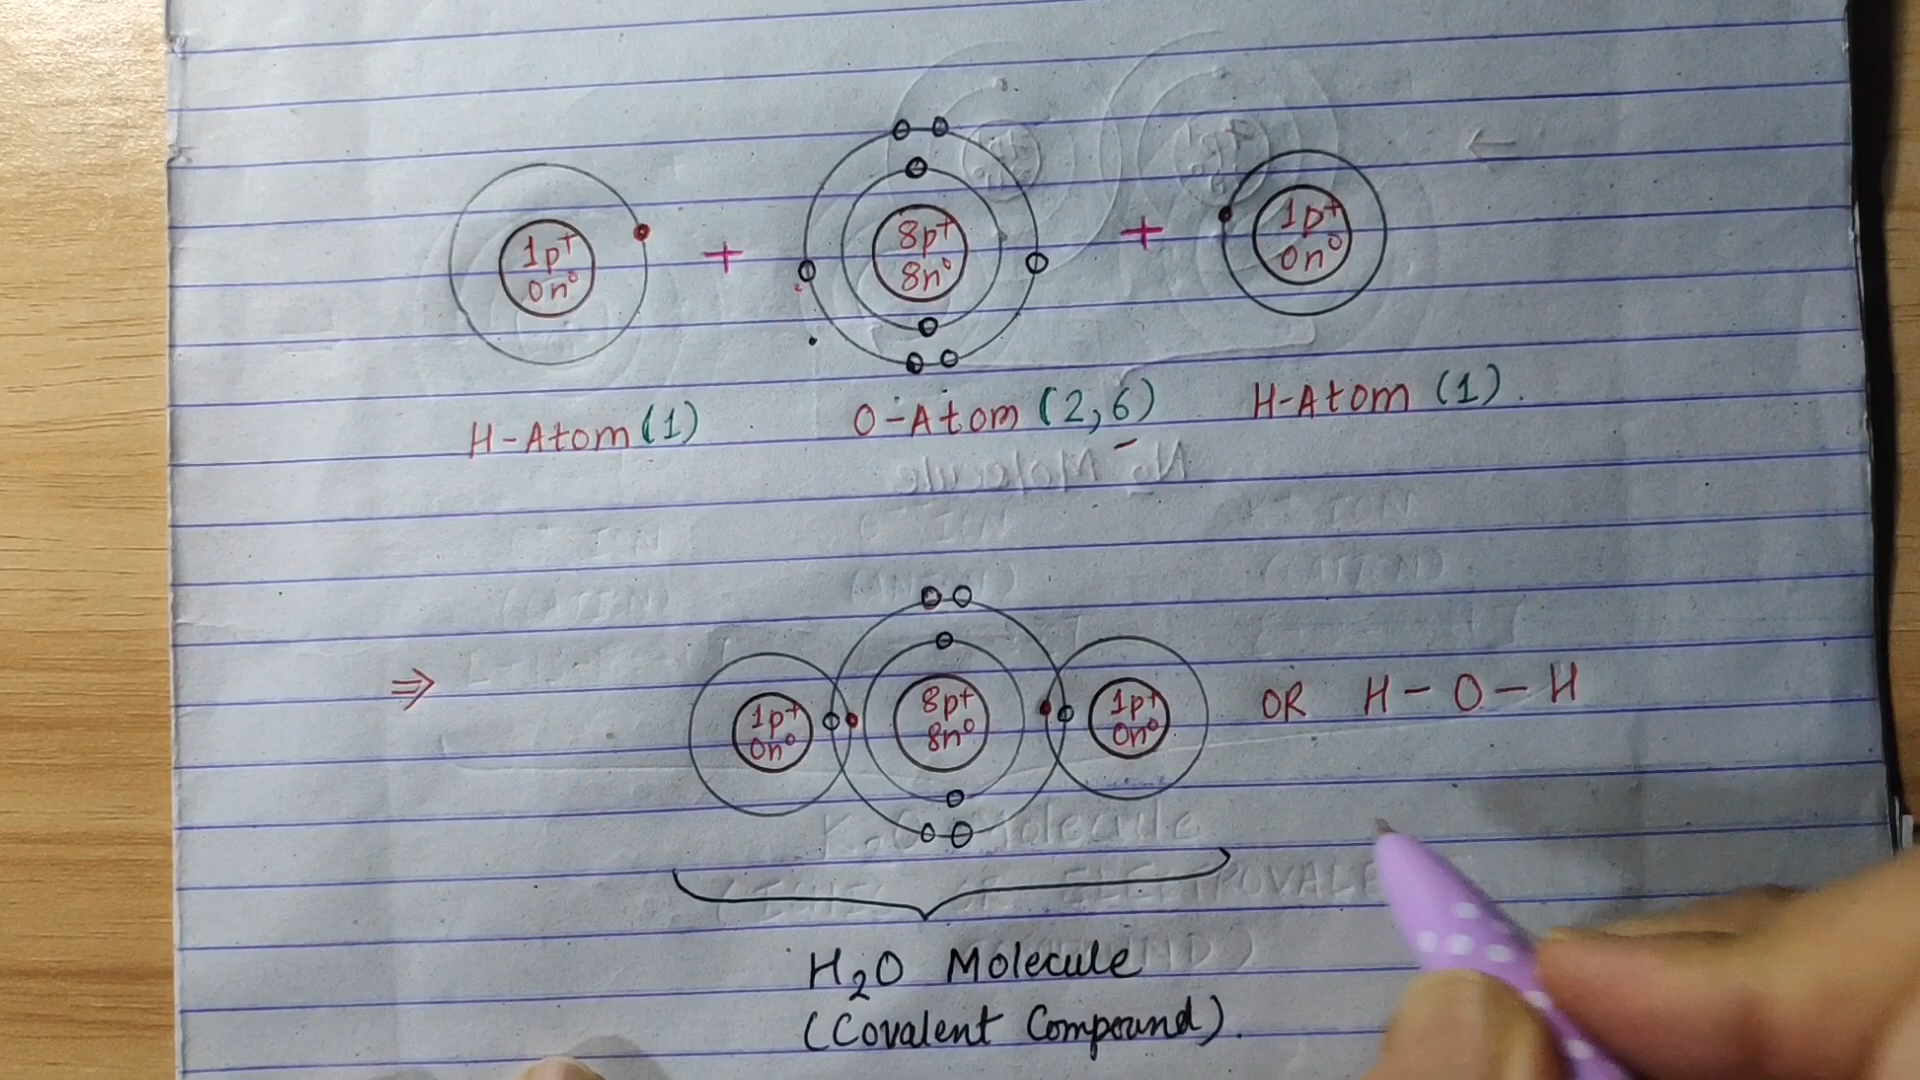 1p⁺ + 8p⁺ + 1p⁺
0n⁰ 8n⁰ 0n⁰
H-Atom (1) O-Atom (2,6) H-Atom (1).
⇒ 1p⁺ 8p⁺ 1p⁺ OR H-O-H
0n⁰ 8n⁰ 0n⁰
H₂O Molecule
(Covalent Compound).